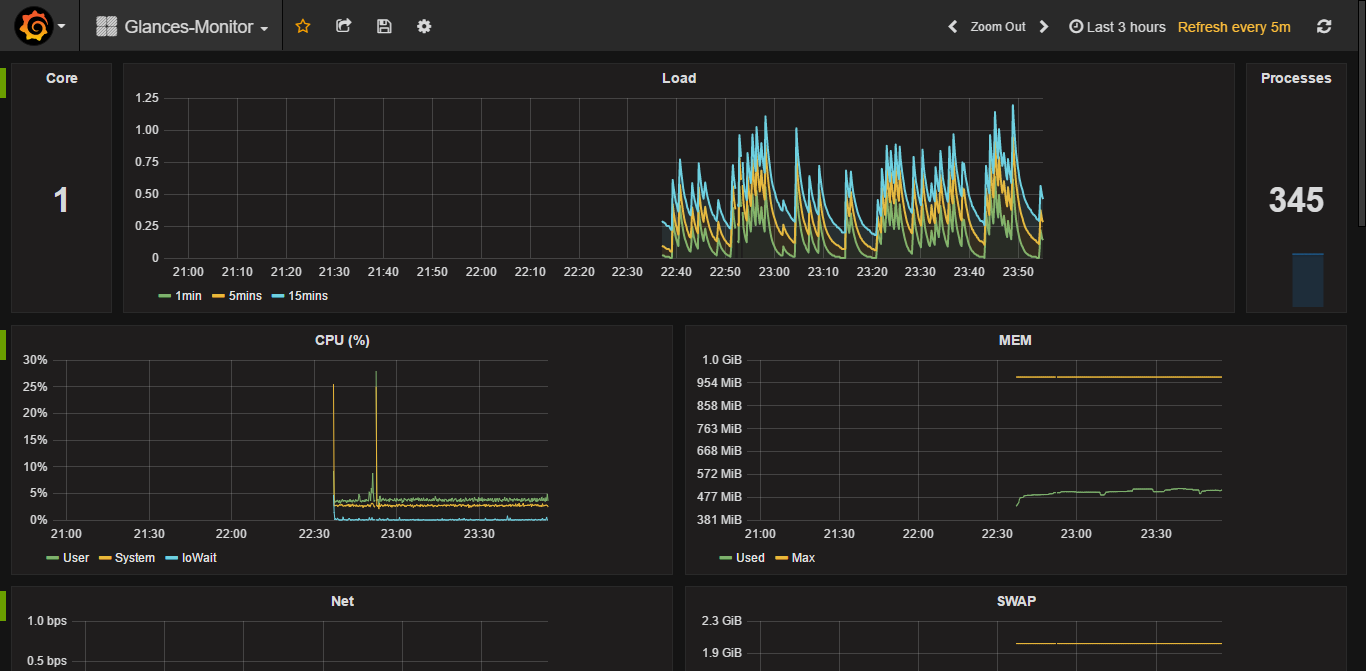 Glances-Monitor
Zoom Out
Last 3 hours
Refresh every 5m
Core
1
Load
1.25
1.00
0.75
0.50
0.25
0
21:00 21:10 21:20 21:30 21:40 21:50 22:00 22:10 22:20 22:30 22:40 22:50 23:00 23:10 23:20 23:30 23:40 23:50
1min 5mins 15mins
Processes
345
CPU (%)
30%
25%
20%
15%
10%
5%
0%
21:00 21:30 22:00 22:30 23:00 23:30
User System IoWait
MEM
1.0 GiB
954 MiB
858 MiB
763 MiB
668 MiB
572 MiB
477 MiB
381 MiB
21:00 21:30 22:00 22:30 23:00 23:30
Used Max
Net
1.0 bps
0.5 bps
SWAP
2.3 GiB
1.9 GiB